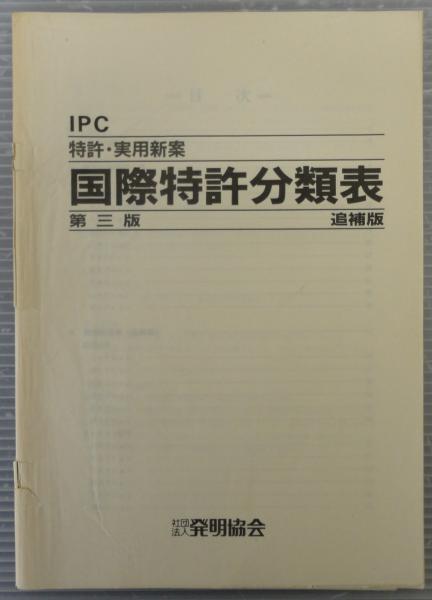 IPC
特許・実用新案
国際特許分類表
第三版 追補版
社団法人 発明協会